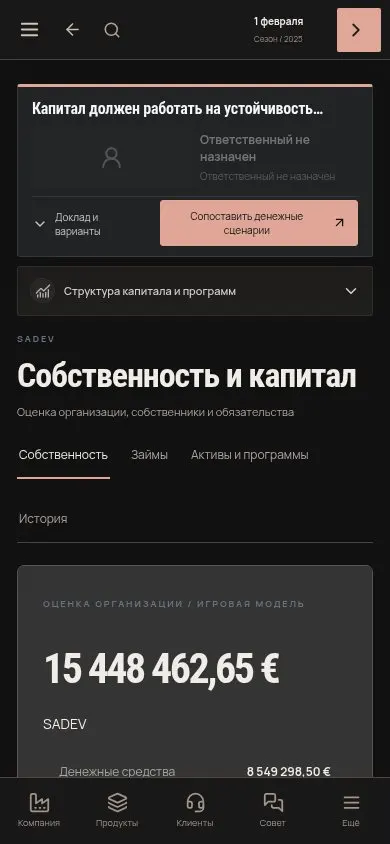 1 февраля
Сезон / 2025
Капитал должен работать на устойчивость…
Ответственный не
назначен
Ответственный не назначен
Доклад и
варианты
Сопоставить денежные
сценарии
Структура капитала и программ
SADEV
Собственность и капитал
Оценка организации, собственники и обязательства
Собственность
Займы
Активы и программы
История
ОЦЕНКА ОРГАНИЗАЦИИ / ИГРОВАЯ МОДЕЛЬ
15 448 462,65 €
SADEV
Денежные средства
8 549 298,50 €
Компания
Продукты
Клиенты
Совет
Ещё